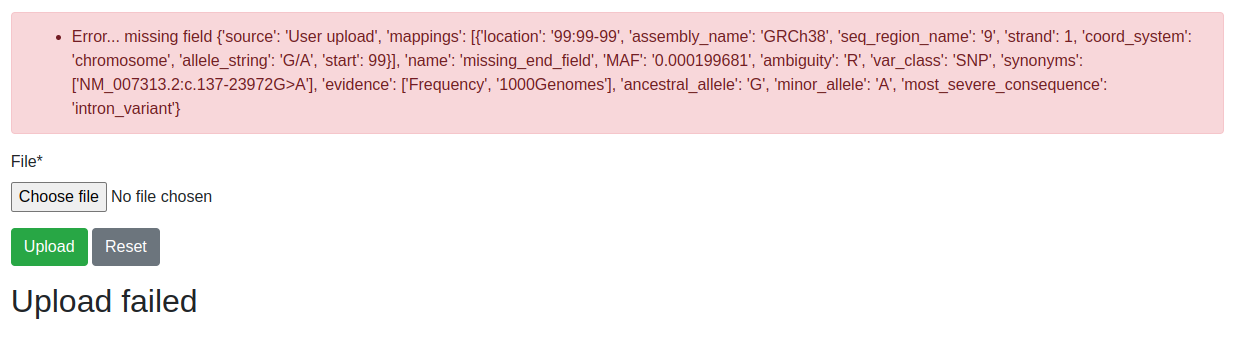 Error... missing field {'source': 'User upload', 'mappings': [{'location': '99:99-99', 'assembly_name': 'GRCh38', 'seq_region_name': '9', 'strand': 1, 'coord_system':
'chromosome', 'allele_string': 'G/A', 'start': 99}], 'name': 'missing_end_field', 'MAF': '0.000199681', 'ambiguity': 'R', 'var_class': 'SNP', 'synonyms':
['NM_007313.2:c.137-23972G>A'], 'evidence': ['Frequency', '1000Genomes'], 'ancestral_allele': 'G', 'minor_allele': 'A', 'most_severe_consequence':
'intron_variant'}
File*
Choose file No file chosen
Upload Reset
Upload failed